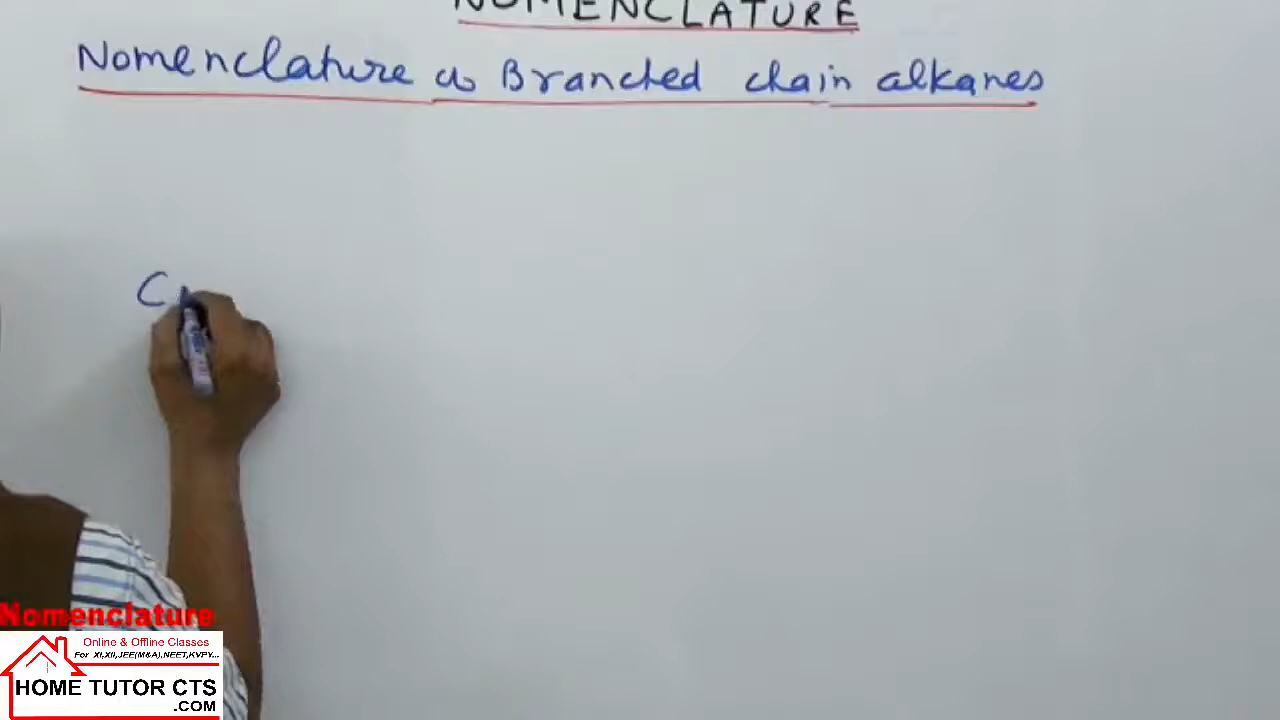 NOMENCLATURE
Nomenclature of Branched chain alkanes
C
Nomenclature
Online & Offline Classes
For XI,XII,JEE(M&A),NEET,KVPY...
HOME TUTOR CTS
.COM